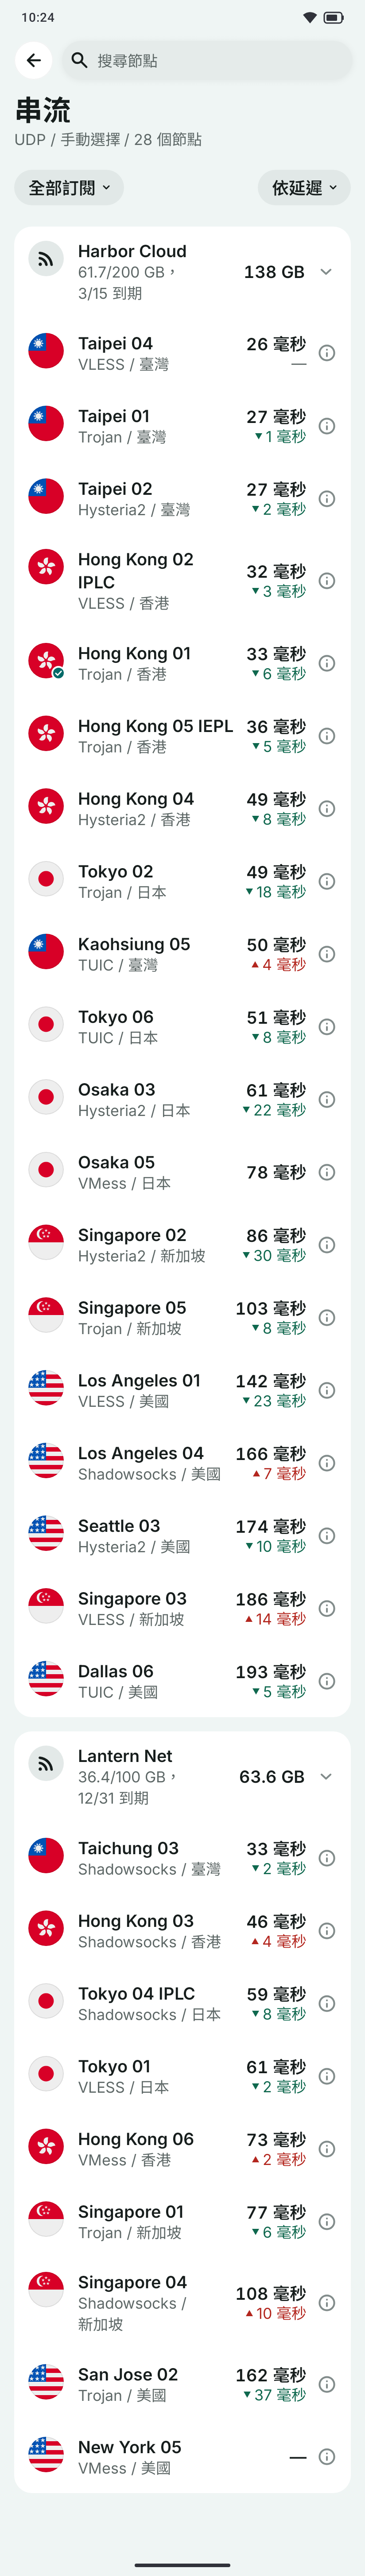 10:24
搜尋節點
串流
UDP / 手動選擇 / 28 個節點
全部訂閱
依延遲
Harbor Cloud
61.7/200 GB，
3/15 到期
138 GB
Taipei 04
VLESS / 臺灣
26 毫秒
—
Taipei 01
Trojan / 臺灣
27 毫秒
▼1 毫秒
Taipei 02
Hysteria2 / 臺灣
27 毫秒
▼2 毫秒
Hong Kong 02
IPLC
VLESS / 香港
32 毫秒
▼3 毫秒
Hong Kong 01
Trojan / 香港
33 毫秒
▼6 毫秒
Hong Kong 05 IEPL
Trojan / 香港
36 毫秒
▼5 毫秒
Hong Kong 04
Hysteria2 / 香港
49 毫秒
▼8 毫秒
Tokyo 02
Trojan / 日本
49 毫秒
▼18 毫秒
Kaohsiung 05
TUIC / 臺灣
50 毫秒
▲4 毫秒
Tokyo 06
TUIC / 日本
51 毫秒
▼8 毫秒
Osaka 03
Hysteria2 / 日本
61 毫秒
▼22 毫秒
Osaka 05
VMess / 日本
78 毫秒
Singapore 02
Hysteria2 / 新加坡
86 毫秒
▼30 毫秒
Singapore 05
Trojan / 新加坡
103 毫秒
▼8 毫秒
Los Angeles 01
VLESS / 美國
142 毫秒
▼23 毫秒
Los Angeles 04
Shadowsocks / 美國
166 毫秒
▲7 毫秒
Seattle 03
Hysteria2 / 美國
174 毫秒
▼10 毫秒
Singapore 03
VLESS / 新加坡
186 毫秒
▲14 毫秒
Dallas 06
TUIC / 美國
193 毫秒
▼5 毫秒
Lantern Net
36.4/100 GB，
12/31 到期
63.6 GB
Taichung 03
Shadowsocks / 臺灣
33 毫秒
▼2 毫秒
Hong Kong 03
Shadowsocks / 香港
46 毫秒
▲4 毫秒
Tokyo 04 IPLC
Shadowsocks / 日本
59 毫秒
▼8 毫秒
Tokyo 01
VLESS / 日本
61 毫秒
▼2 毫秒
Hong Kong 06
VMess / 香港
73 毫秒
▲2 毫秒
Singapore 01
Trojan / 新加坡
77 毫秒
▼6 毫秒
Singapore 04
Shadowsocks /
新加坡
108 毫秒
▲10 毫秒
San Jose 02
Trojan / 美國
162 毫秒
▼37 毫秒
New York 05
VMess / 美國
—